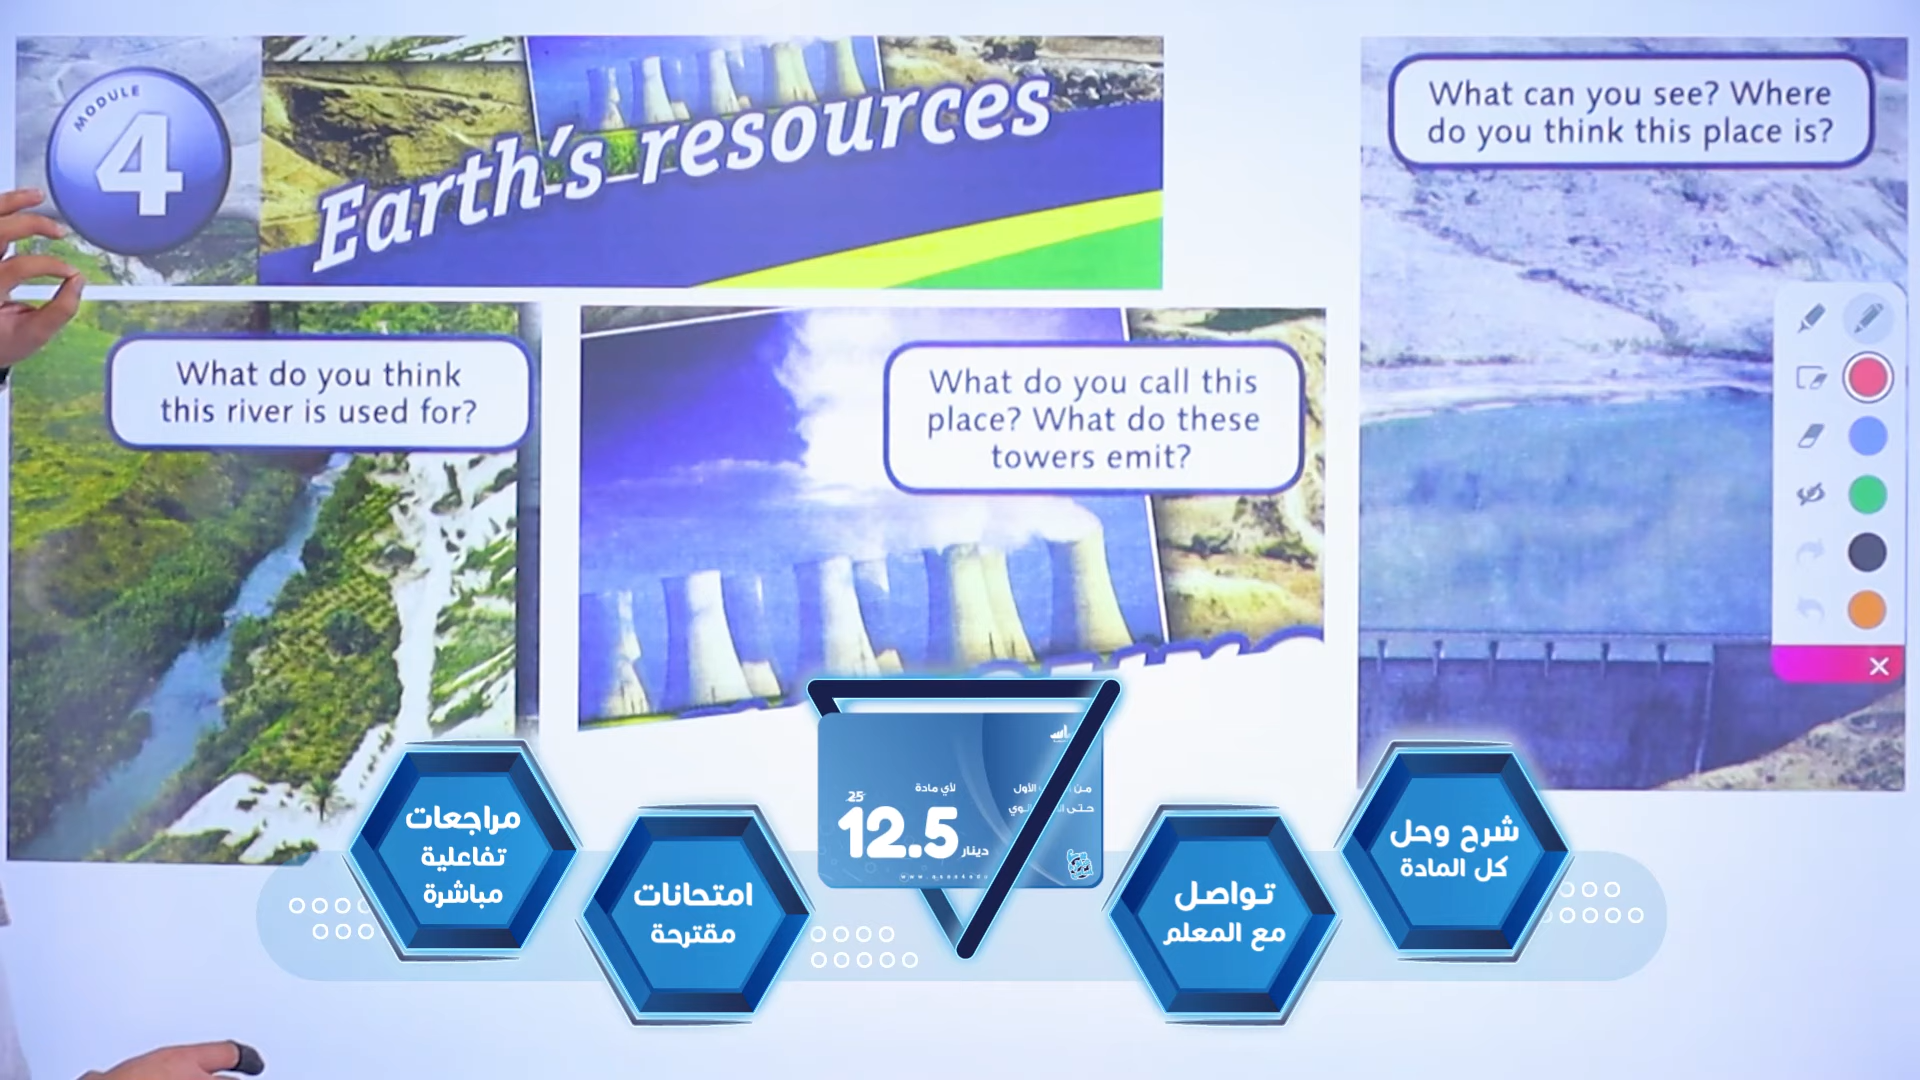 MODULE
4
Earth's resources
What can you see? Where
do you think this place is?
What do you think
this river is used for?
What do you call this
place? What do these
towers emit?
شرح وحل
كل المادة
تواصل
مع المعلم
لأي مادة
25
12.5
دينار
امتحانات
مقترحة
مراجعات
تفاعلية
مباشرة